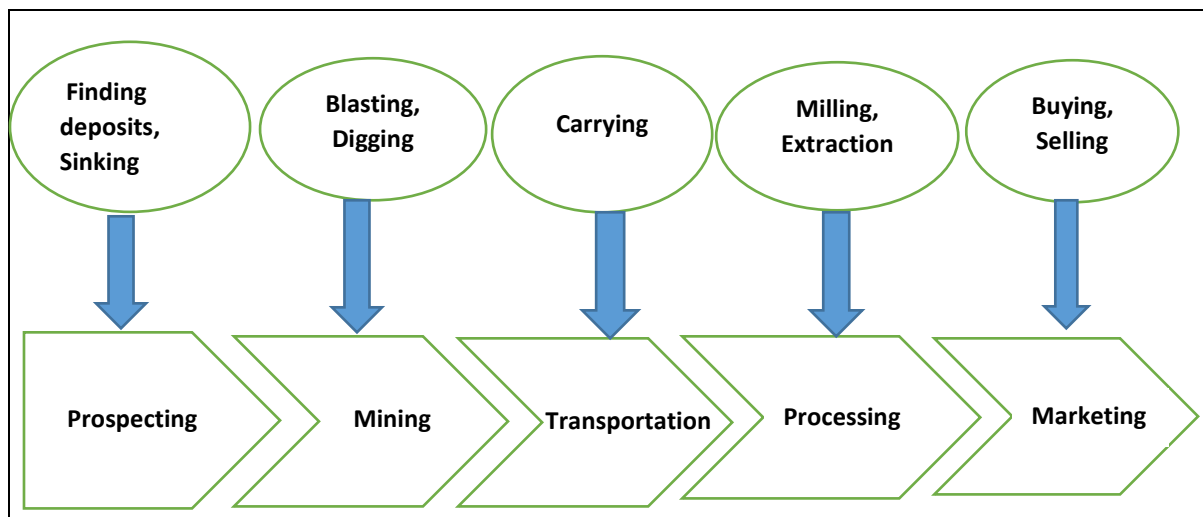 Finding
deposits,
Sinking
Blasting,
Digging
Carrying
Milling,
Extraction
Buying,
Selling
Prospecting
Mining
Transportation
Processing
Marketing